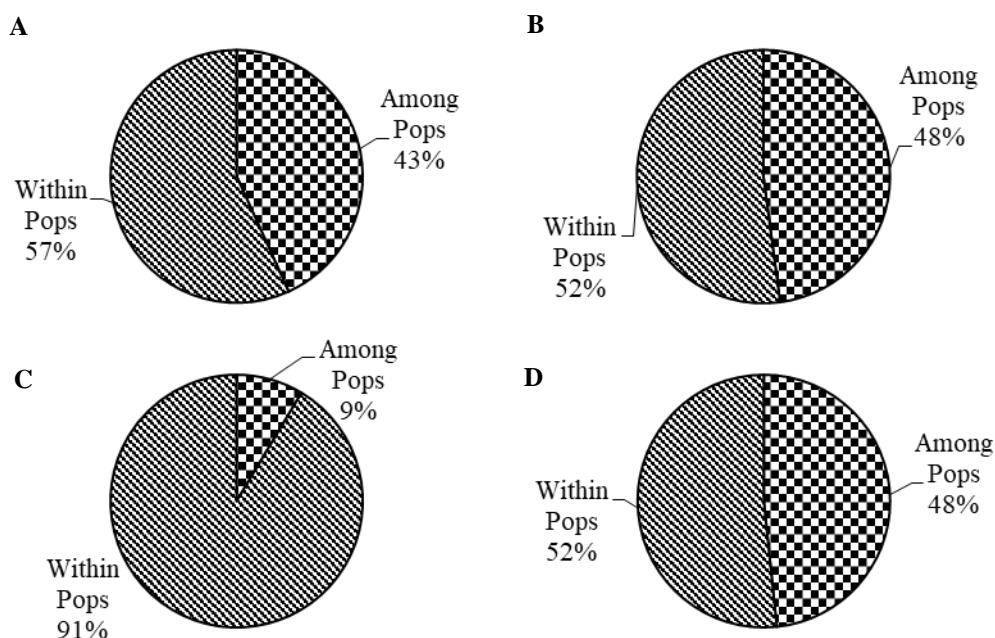 A
Among
Pops
43%
Within
Pops
57%
B
Among
Pops
48%
Within
Pops
52%
C
Among
Pops
9%
Within
Pops
91%
D
Among
Pops
48%
Within
Pops
52%